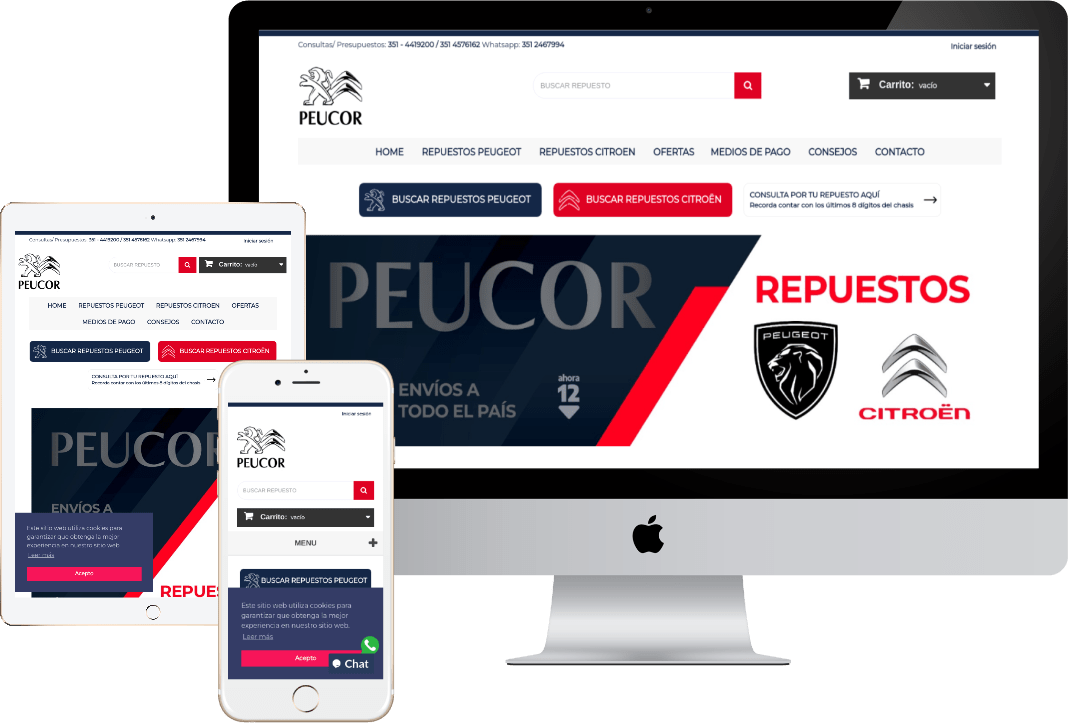 Consultas/ Presupuestos: 351 - 4419200 / 351 4576162 Whatsapp: 351 2467994
Iniciar sesión
PEUCOR
BUSCAR REPUESTO
Carrito: vacío
HOME REPUESTOS PEUGEOT REPUESTOS CITROEN OFERTAS MEDIOS DE PAGO CONSEJOS CONTACTO
BUSCAR REPUESTOS PEUGEOT
BUSCAR REPUESTOS CITROËN
CONSULTA POR TU REPUESTO AQUÍ
Recorda contar con los últimos 8 dígitos del chasis
PEUCOR
ENVÍOS A
TODO EL PAÍS
ahora
12
REPUESTOS
PEUGEOT
CITROËN
Consultas/ Presupuestos: 351 - 4419200 / 351 4576162 Whatsapp: 351 2467994
Iniciar sesión
PEUCOR
BUSCAR REPUESTO
Carrito: vacío
HOME REPUESTOS PEUGEOT REPUESTOS CITROEN OFERTAS
MEDIOS DE PAGO CONSEJOS CONTACTO
BUSCAR REPUESTOS PEUGEOT
BUSCAR REPUESTOS CITROËN
CONSULTA POR TU REPUESTO AQUÍ
Recorda contar con los últimos 8 dígitos del chasis
PEUCO
ENVÍOS A
Este sitio web utiliza cookies para
garantizar que obtenga la mejor
experiencia en nuestro sitio web.
Leer más
Acepto
REPUES
Iniciar sesión
PEUCOR
BUSCAR REPUESTO
Carrito: vacío
MENU
BUSCAR REPUESTOS PEUGEOT
Este sitio web utiliza cookies para
garantizar que obtenga la mejor
experiencia en nuestro sitio web.
Leer más
Acepto
Chat